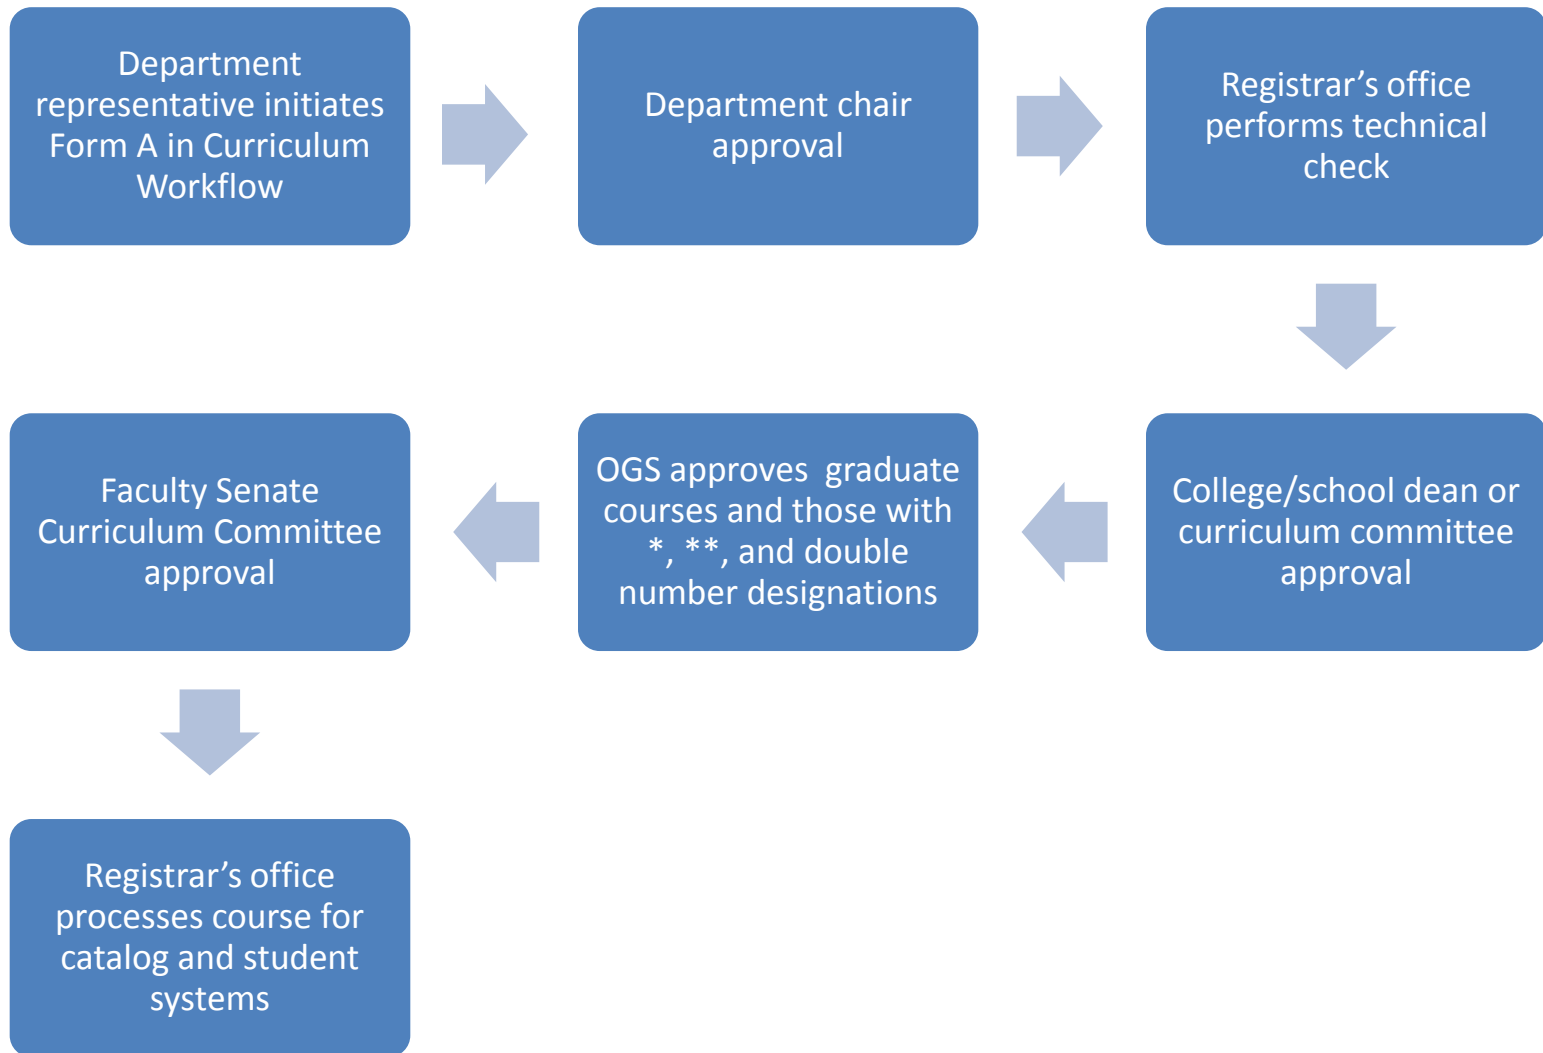 Department
representative initiates
Form A in Curriculum
Workflow
Department chair
approval
Registrar’s office
performs technical
check
College/school dean or
curriculum committee
approval
OGS approves  graduate
courses and those with
*, **, and double
number designations
Faculty Senate
Curriculum Committee
approval
Registrar’s office
processes course for
catalog and student
systems